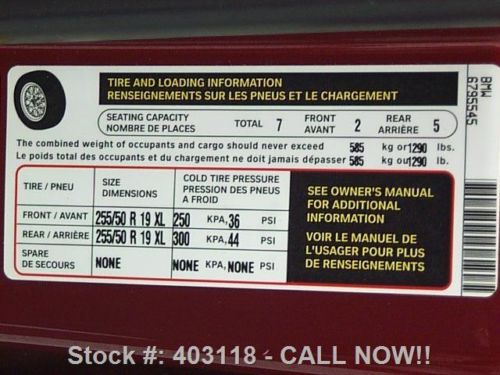 TIRE AND LOADING INFORMATION
RENSEIGNEMENTS SUR LES PNEUS ET LE CHARGEMENT
SEATING CAPACITY
NOMBRE DE PLACES
TOTAL 7
FRONT
AVANT 2
REAR
ARRIÈRE 5
The combined weight of occupants and cargo should never exceed 585 kg or 1290 lbs.
Le poids total des occupants et du chargement ne doit jamais dépasser 585 kg ou 1290 lb.
TIRE / PNEU
SIZE
DIMENSIONS
COLD TIRE PRESSURE
PRESSION DES PNEUS
A FROID
FRONT / AVANT 255/50 R 19 XL 250 KPA, 36 PSI
REAR / ARRIÈRE 255/50 R 19 XL 300 KPA, 44 PSI
SPARE
DE SECOURS NONE NONE KPA, NONE PSI
SEE OWNER'S MANUAL
FOR ADDITIONAL
INFORMATION
VOIR LE MANUEL DE
L'USAGER POUR PLUS
DE RENSEIGNEMENTS
BMW
6795545
Stock #: 403118 - CALL NOW!!